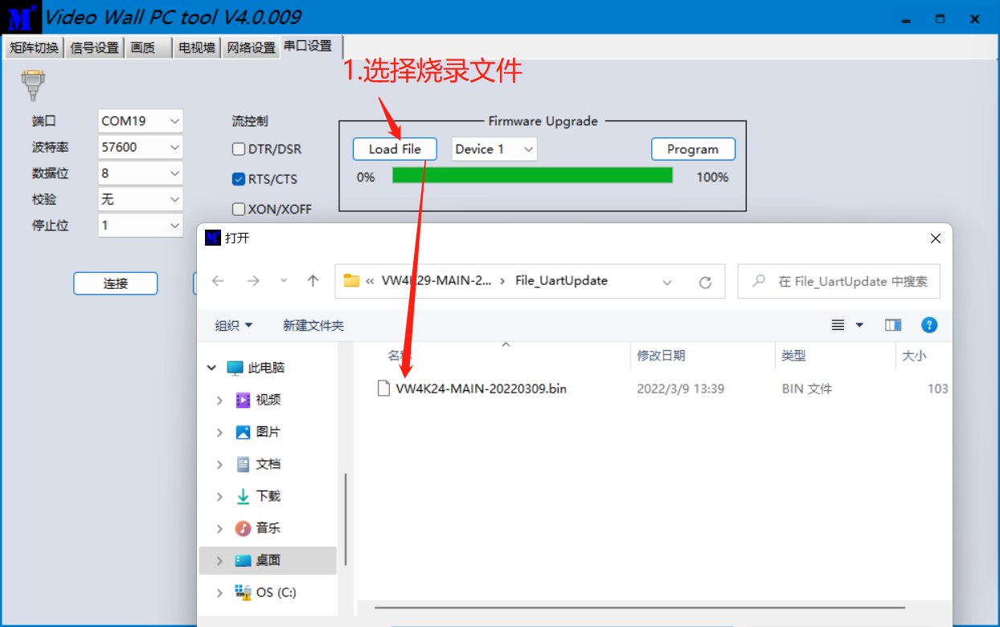 M² Video Wall PC tool V4.0.009
矩阵切换 信号设置 画质 电视墙 网络设置 串口设置
1.选择烧录文件
端口 COM19
波特率 57600
数据位 8
校验 无
停止位 1
连接
流控制
DTR/DSR
RTS/CTS
XON/XOFF
Firmware Upgrade
Load File Device 1 Program
0% 100%
打开
« VW4K29-MAIN-2... › File_UartUpdate 在 File_UartUpdate 中搜索
组织 新建文件夹
名称 修改日期 类型 大小
VW4K24-MAIN-20220309.bin 2022/3/9 13:39 BIN 文件 103
此电脑
视频
图片
文档
下载
音乐
桌面
OS (C:)